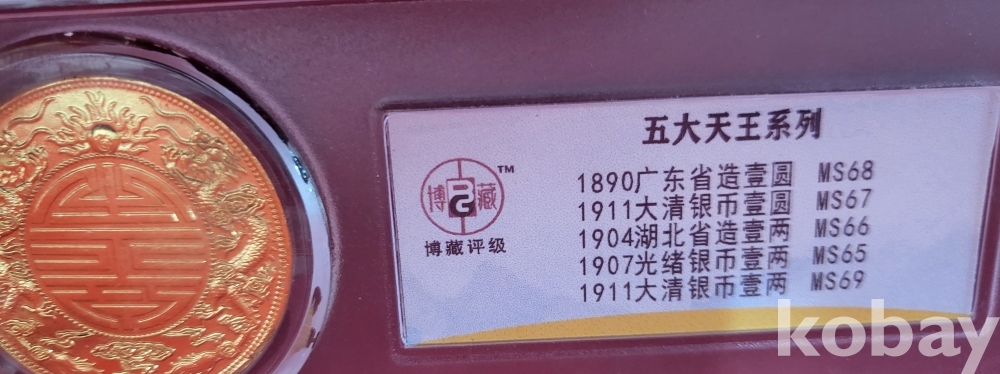 五大天王系列
博 PC 藏 TM
博藏评级
1890广东省造壹圆 MS68
1911大清银币壹圆 MS67
1904湖北省造壹两 MS66
1907光绪银币壹两 MS65
1911大清银币壹两 MS69
kobay